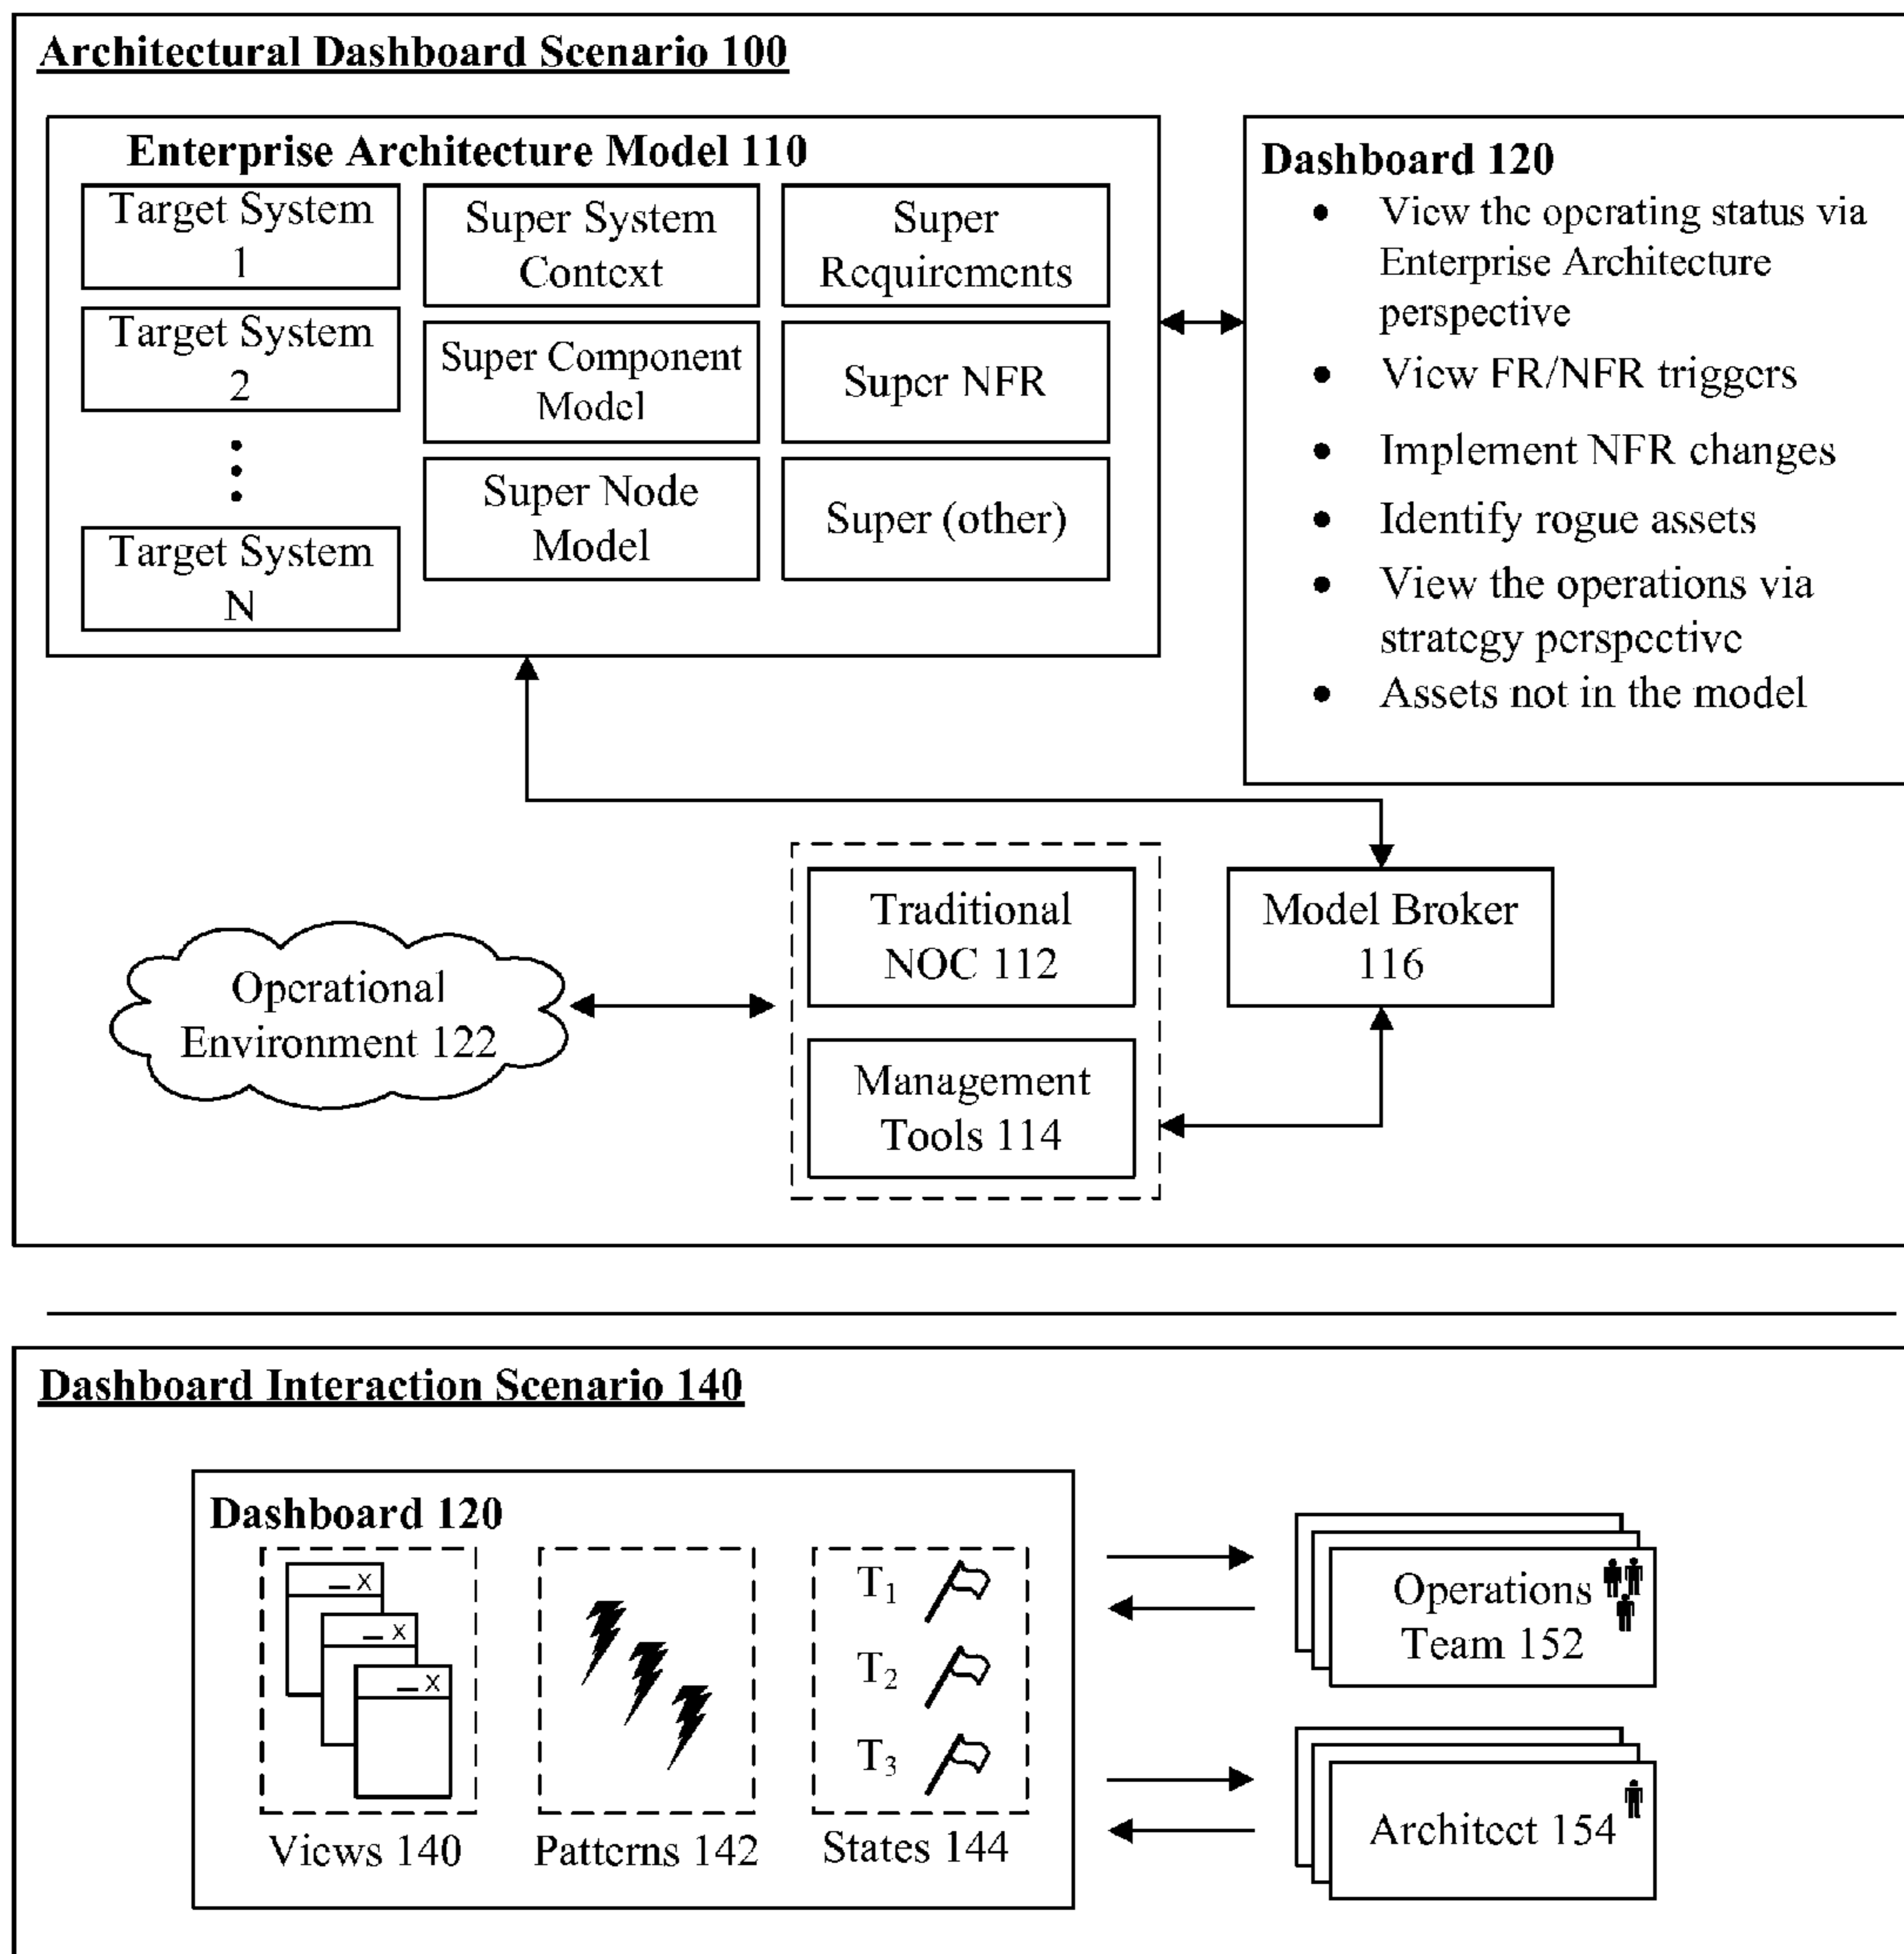 Architectural Dashboard Scenario 100
Enterprise Architecture Model 110
Target System
1
Target System
2
Target System
N
Super System
Context
Super Component
Model
Super Node
Model
Super
Requirements
Super NFR
Super (other)
Dashboard 120
• View the operating status via
Enterprise Architecture
perspective
• View FR/NFR triggers
• Implement NFR changes
• Identify rogue assets
• View the operations via
strategy perspective
• Assets not in the model
Operational
Environment 122
Traditional
NOC 112
Management
Tools 114
Model Broker
116
Dashboard Interaction Scenario 140
Dashboard 120
_ x
_ x
_ x
Views 140
Patterns 142
T1
T2
T3
States 144
Operations
Team 152
Architect 154